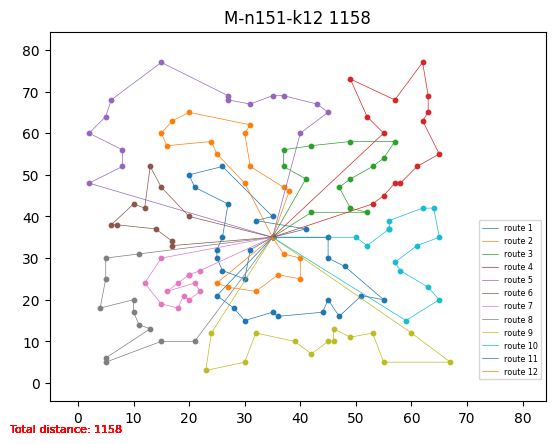 M-n151-k12 1158
80
70
60
50
40
30
20
10
0
0 10 20 30 40 50 60 70 80
route 1
route 2
route 3
route 4
route 5
route 6
route 7
route 8
route 9
route 10
route 11
route 12
Total distance: 1158